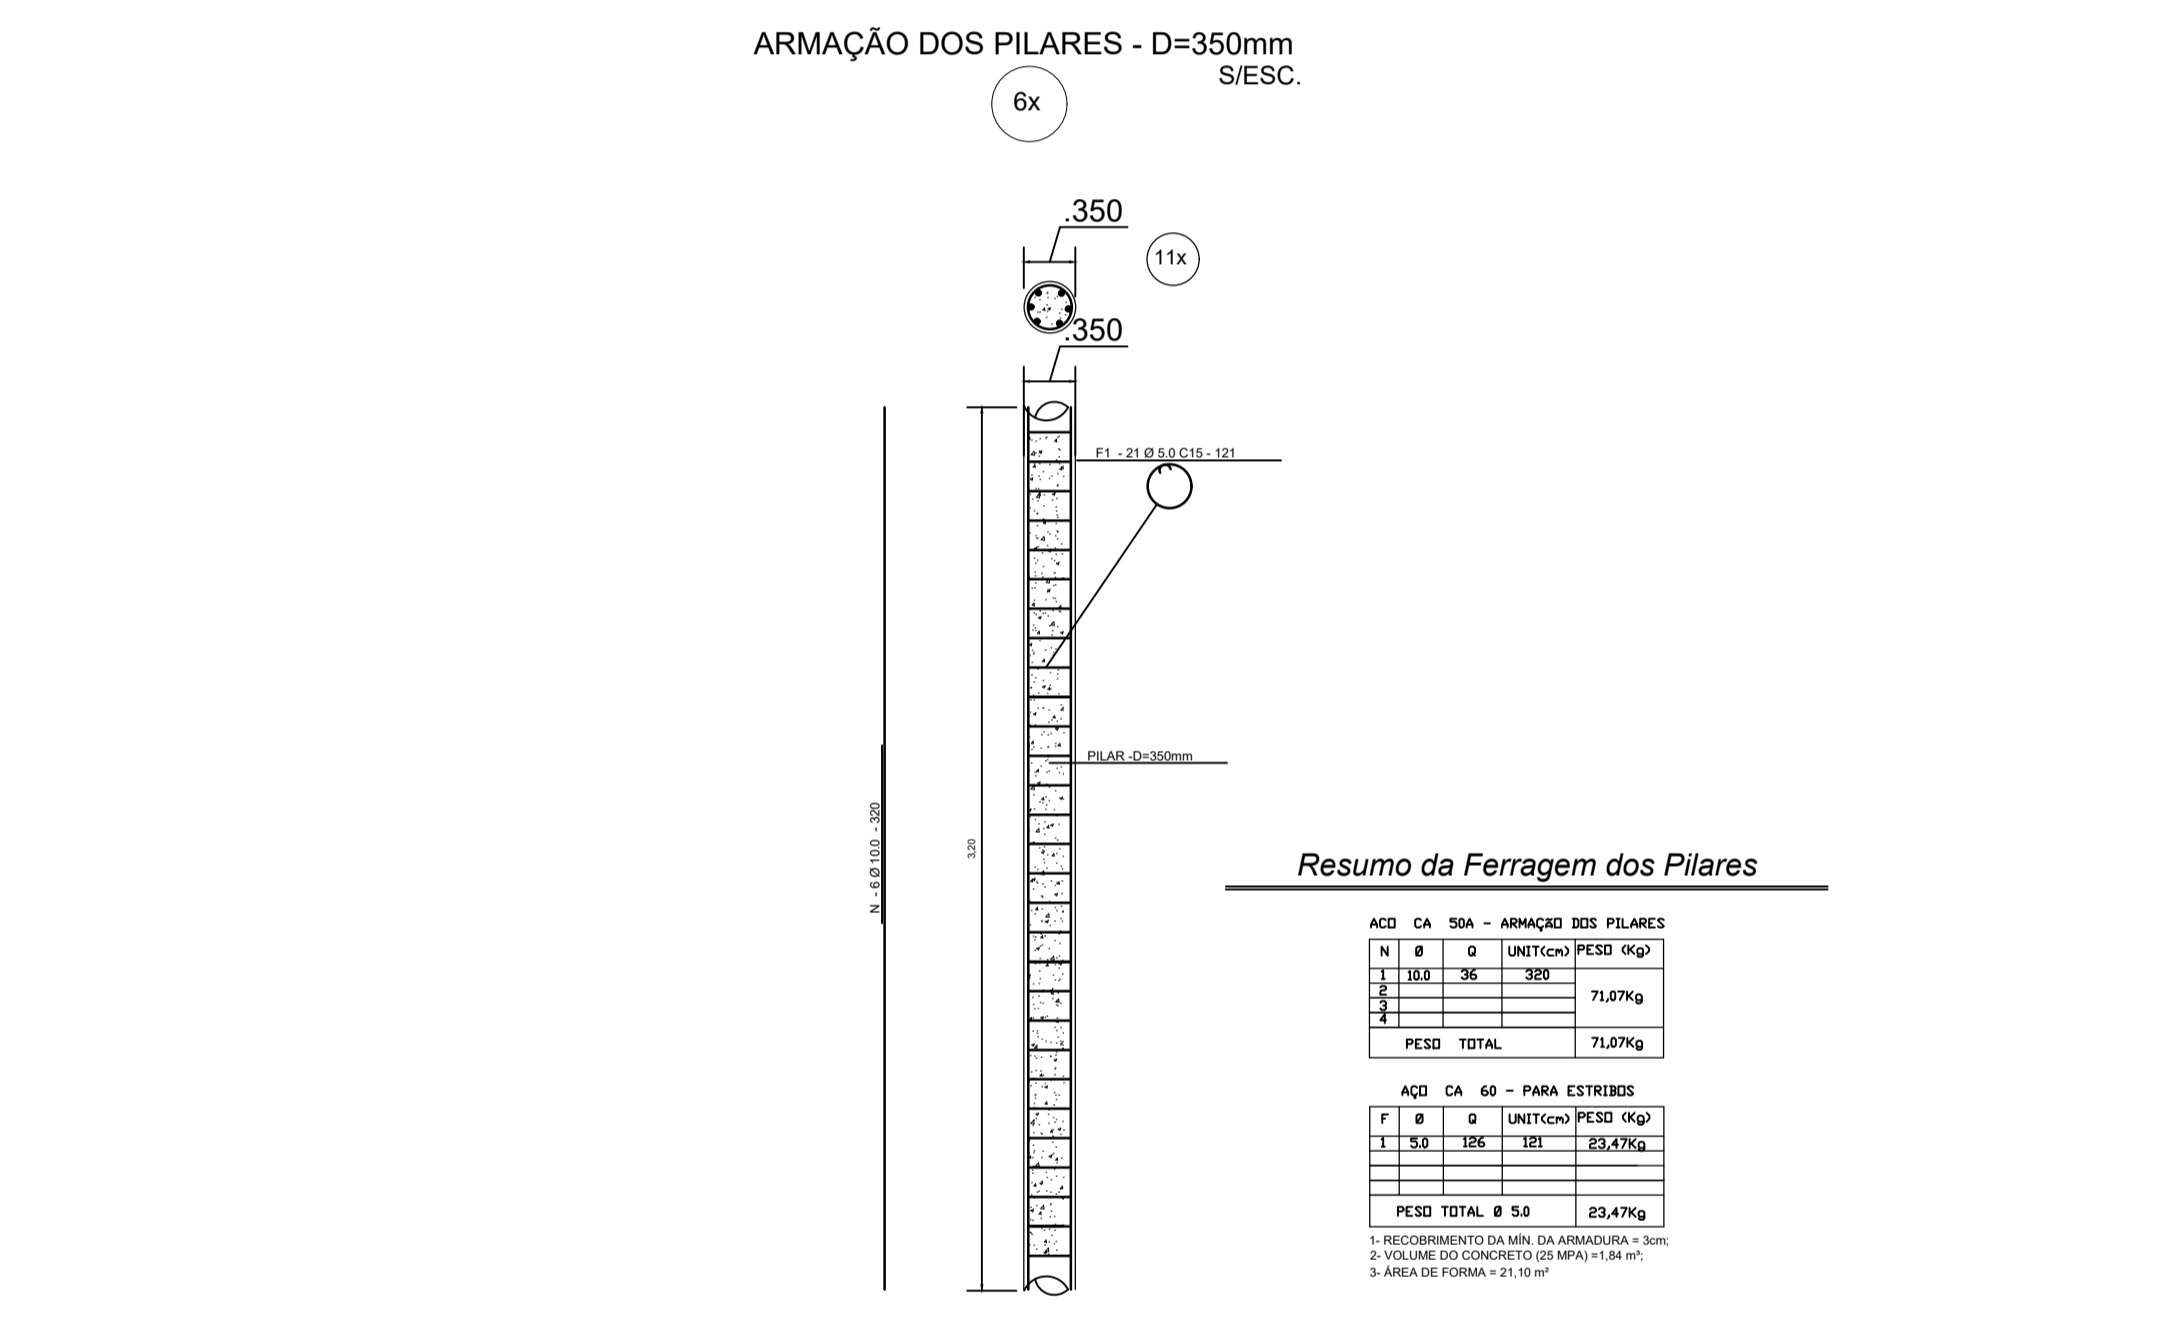 ARMAÇÃO DOS PILARES - D=350mm
S/ESC.
6x
.350
11x
.350
F1 - 21 Ø 5.0 C15 - 121
PILAR -D=350mm
N - 6 Ø 10.0 - 320
3,20
Resumo da Ferragem dos Pilares
ACO CA 50A - ARMAÇÃO DOS PILARES
N Ø Q UNIT(cm) PESO (Kg)
1 10.0 36 320
71,07Kg
2
3
4
PESO TOTAL 71,07Kg
AÇO CA 60 - PARA ESTRIBOS
F Ø Q UNIT(cm) PESO (Kg)
1 5.0 126 121 23,47Kg
PESO TOTAL Ø 5.0 23,47Kg
1- RECOBRIMENTO DA MÍN. DA ARMADURA = 3cm;
2- VOLUME DO CONCRETO (25 MPA) =1,84 m³;
3- ÁREA DE FORMA = 21,10 m²